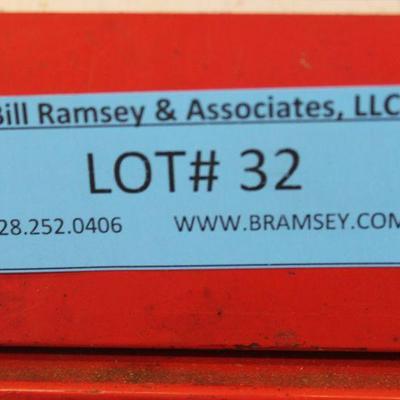 Bill Ramsey & Associates, LLC
LOT# 32
28.252.0406 WWW.BRAMSEY.COM